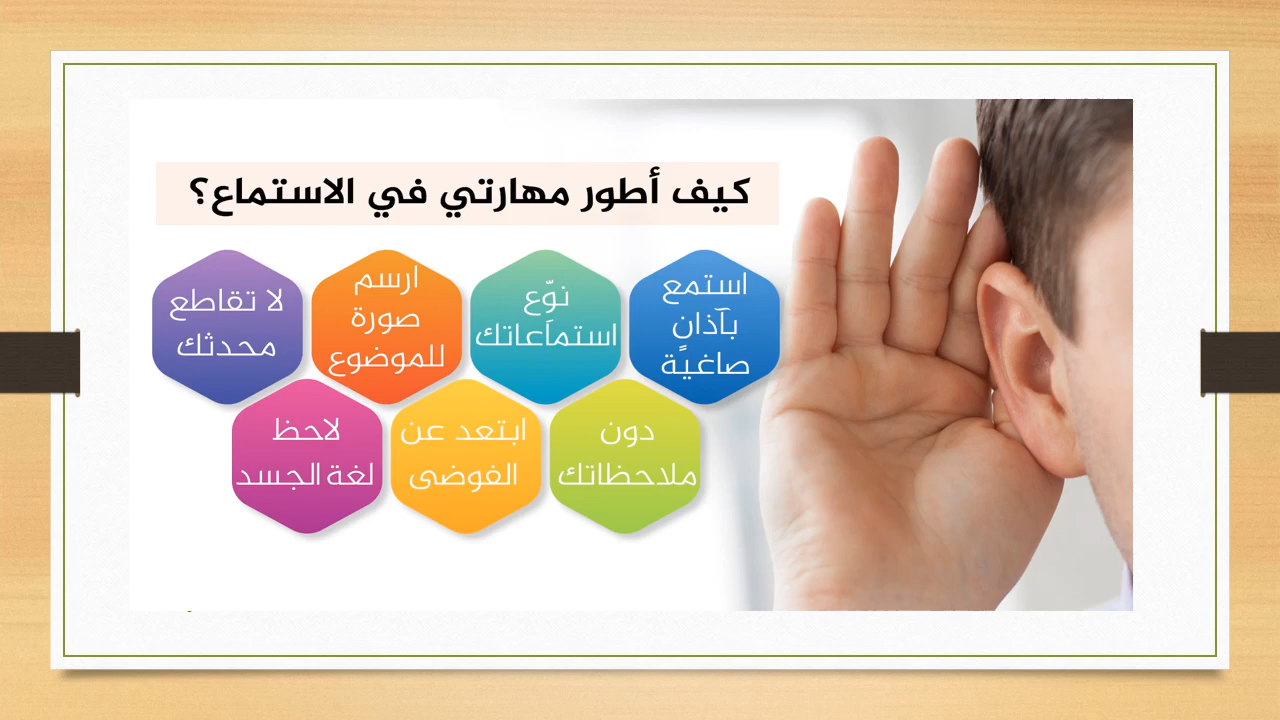 كيف أطور مهارتي في الاستماع؟
استمع
بآذان
صاغيًة
نوّع
استماَعاتك
ارسم
صورة
للموضوع
لا تقاطع
محدثك
دون
ملاحظاتك
ابتعد عن
الفوضى
لاحظ
لغة الجسد